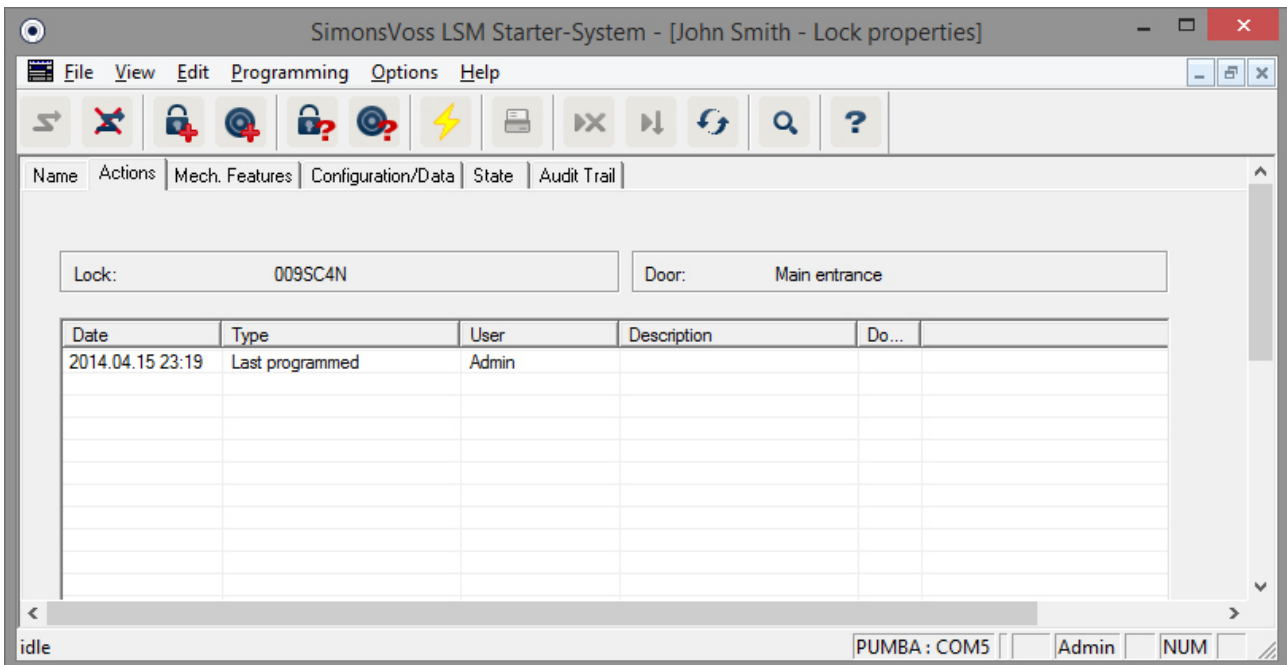 SimonsVoss LSM Starter-System - [John Smith - Lock properties]
File View Edit Programming Options Help
Name Actions Mech. Features Configuration/Data State Audit Trail
Lock: 009SC4N Door: Main entrance
Date Type User Description Do...
2014.04.15 23:19 Last programmed Admin
idle PUMBA : COM5 Admin NUM